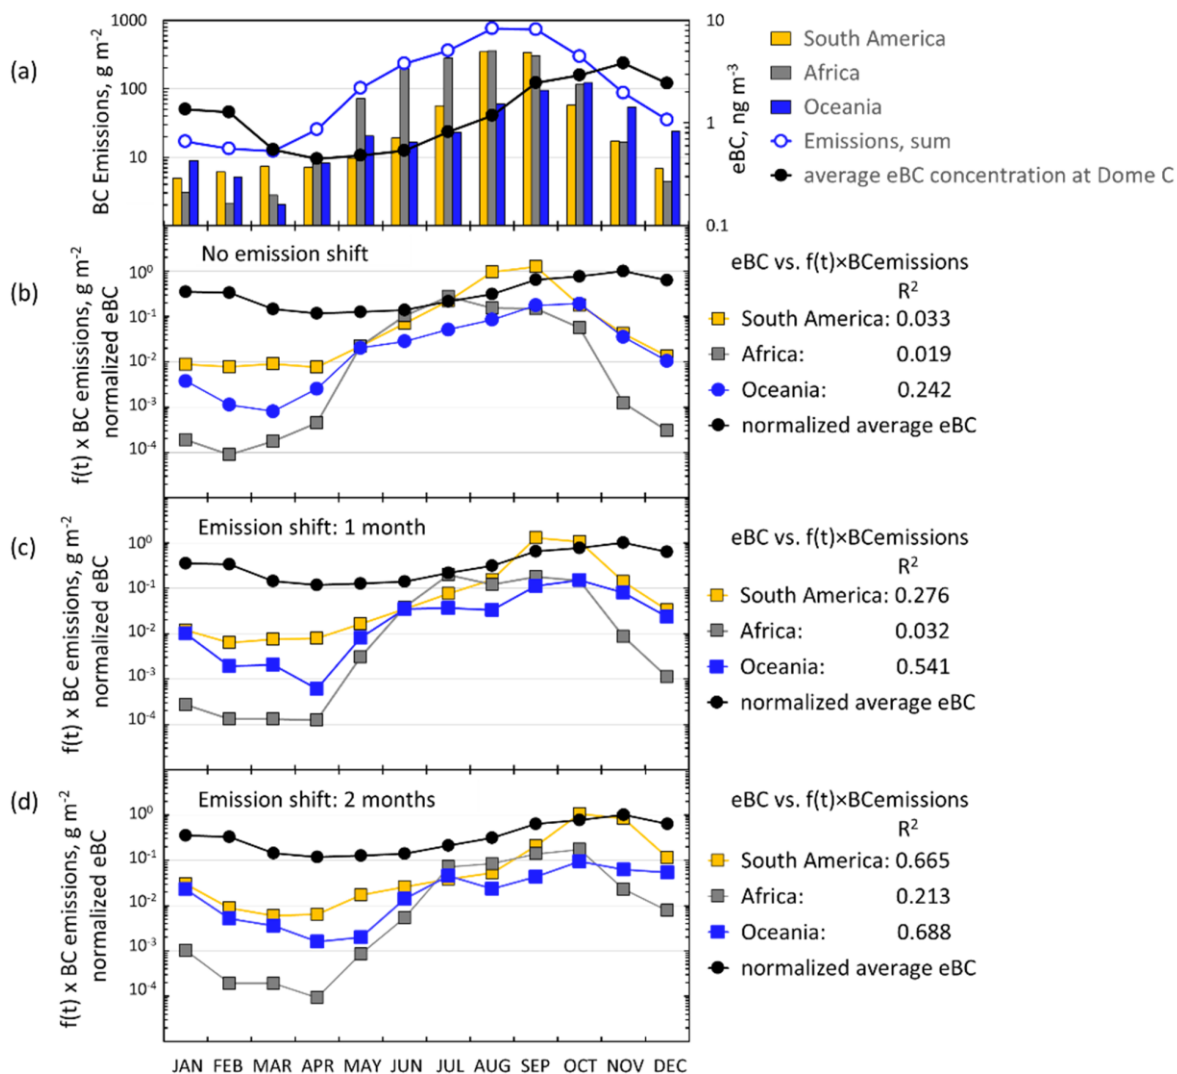 (a)
BC Emissions, g m-2
1000
100
10
10
1
0.1
eBC, ng m-3
South America
Africa
Oceania
Emissions, sum
average eBC concentration at Dome C
(b)
f(t) x BC emissions, g m-2
normalized eBC
No emission shift
10⁰
10-1
10-2
10-3
10-4
eBC vs. f(t)×BCemissions
R²
South America: 0.033
Africa: 0.019
Oceania: 0.242
normalized average eBC
(c)
f(t) x BC emissions, g m-2
normalized eBC
Emission shift: 1 month
10⁰
10-1
10-2
10-3
10-4
eBC vs. f(t)×BCemissions
R²
South America: 0.276
Africa: 0.032
Oceania: 0.541
normalized average eBC
(d)
f(t) x BC emissions, g m-2
normalized eBC
Emission shift: 2 months
10⁰
10-1
10-2
10-3
10-4
eBC vs. f(t)×BCemissions
R²
South America: 0.665
Africa: 0.213
Oceania: 0.688
normalized average eBC
JAN FEB MAR APR MAY JUN JUL AUG SEP OCT NOV DEC